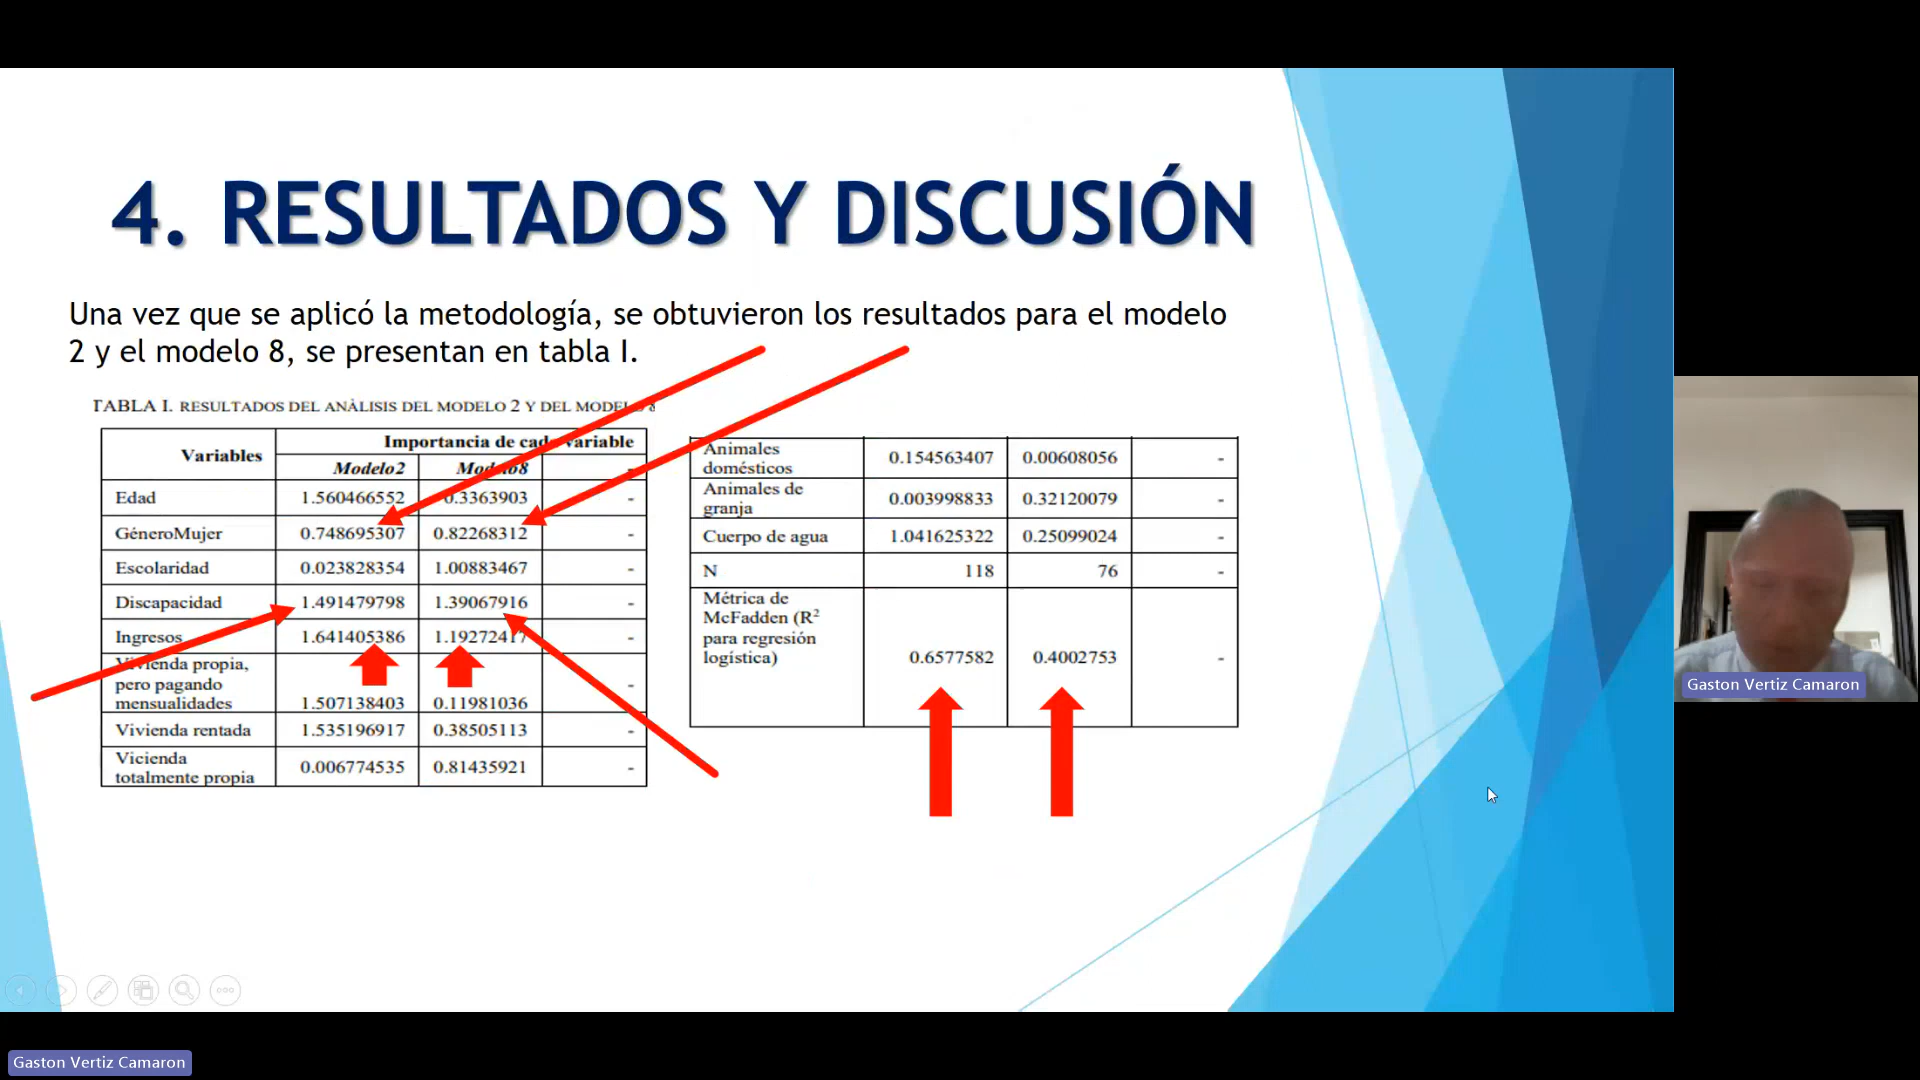 4. RESULTADOS Y DISCUSIÓN
Una vez que se aplicó la metodología, se obtuvieron los resultados para el modelo
2 y el modelo 8, se presentan en tabla I.
TABLA I. RESULTADOS DEL ANÀLISIS DEL MODELO 2 Y DEL MODELO 8
Variables
Importancia de cada variable
Modelo2 Modelo8 -
Edad 1.560466552 0.3363903 -
GéneroMujer 0.748695307 0.82268312 -
Escolaridad 0.023828354 1.00883467 -
Discapacidad 1.491479798 1.39067916 -
Ingresos 1.641405386 1.19272417 -
Vivienda propia,
pero pagando
mensualidades 1.507138403 0.11981036 -
Vivienda rentada 1.535196917 0.38505113 -
Vicienda
totalmente propia 0.006774535 0.81435921 -
Animales
domésticos 0.154563407 0.00608056 -
Animales de
granja 0.003998833 0.32120079 -
Cuerpo de agua 1.041625322 0.25099024 -
N 118 76 -
Métrica de
McFadden (R²
para regresión
logística) 0.6577582 0.4002753 -
Gaston Vertiz Camaron
Gaston Vertiz Camaron